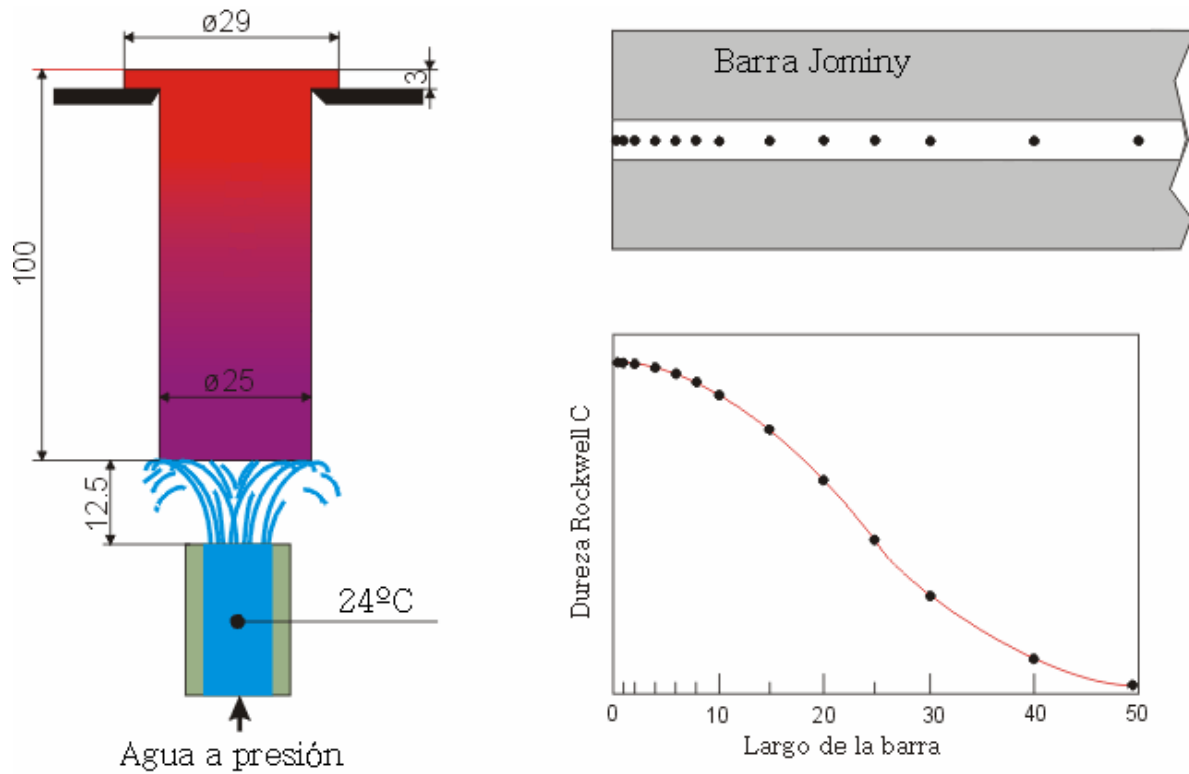 ø29
3
100
ø25
12.5
24ºC
Agua a presión
Barra Jominy
Dureza Rockwell C
0 10 20 30 40 50
Largo de la barra